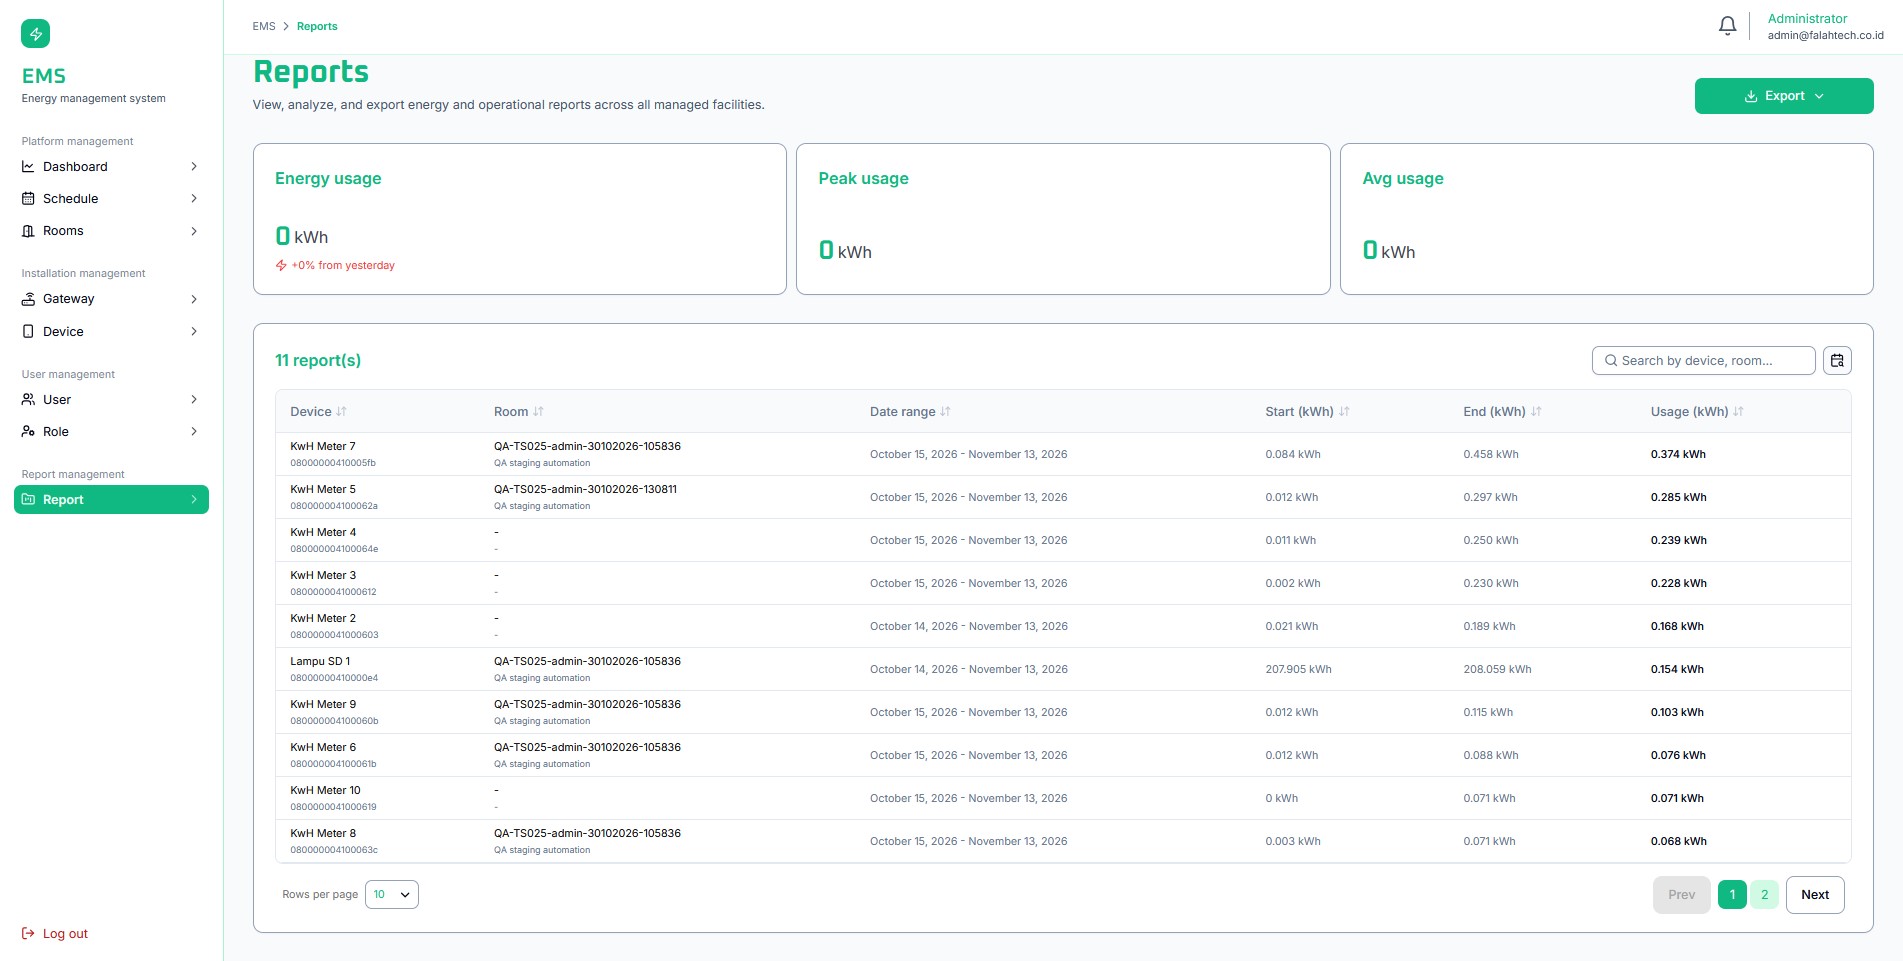 EMS
Energy management system
Platform management
Dashboard
Schedule
Rooms
Installation management
Gateway
Device
User management
User
Role
Report management
Report
Log out
EMS > Reports
Administrator
admin@falahtech.co.id
Reports
View, analyze, and export energy and operational reports across all managed facilities.
Export
Energy usage
0 kWh
+0% from yesterday
Peak usage
0 kWh
Avg usage
0 kWh
11 report(s)
Search by device, room...
Device Room Date range Start (kWh) End (kWh) Usage (kWh)
KwH Meter 7 QA-TS025-admin-30102026-105836 October 15, 2026 - November 13, 2026 0.084 kWh 0.458 kWh 0.374 kWh
08000000410005fb QA staging automation
KwH Meter 5 QA-TS025-admin-30102026-130811 October 15, 2026 - November 13, 2026 0.012 kWh 0.297 kWh 0.285 kWh
080000004100062a QA staging automation
KwH Meter 4 - October 15, 2026 - November 13, 2026 0.011 kWh 0.250 kWh 0.239 kWh
080000004100064e -
KwH Meter 3 - October 15, 2026 - November 13, 2026 0.002 kWh 0.230 kWh 0.228 kWh
0800000041000612 -
KwH Meter 2 - October 14, 2026 - November 13, 2026 0.021 kWh 0.189 kWh 0.168 kWh
0800000041000603 -
Lampu SD 1 QA-TS025-admin-30102026-105836 October 14, 2026 - November 13, 2026 207.905 kWh 208.059 kWh 0.154 kWh
08000000410000e4 QA staging automation
KwH Meter 9 QA-TS025-admin-30102026-105836 October 15, 2026 - November 13, 2026 0.012 kWh 0.115 kWh 0.103 kWh
080000004100060b QA staging automation
KwH Meter 6 QA-TS025-admin-30102026-105836 October 15, 2026 - November 13, 2026 0.012 kWh 0.088 kWh 0.076 kWh
080000004100061b QA staging automation
KwH Meter 10 - October 15, 2026 - November 13, 2026 0 kWh 0.071 kWh 0.071 kWh
0800000041000619 -
KwH Meter 8 QA-TS025-admin-30102026-105836 October 15, 2026 - November 13, 2026 0.003 kWh 0.071 kWh 0.068 kWh
080000004100063c QA staging automation
Rows per page 10
Prev 1 2 Next